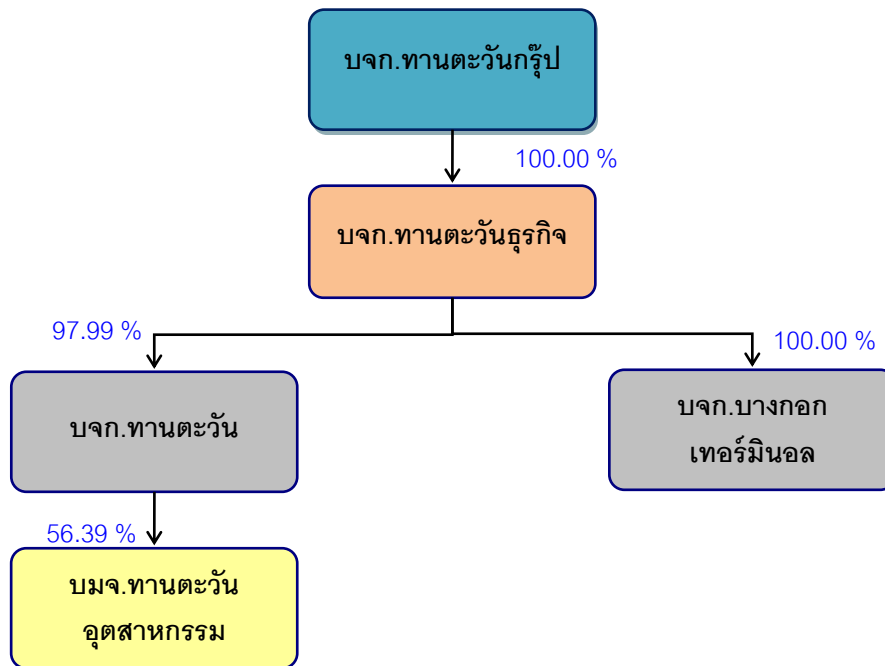 บจก.ทานตะวันกรุ๊ป
100.00 %
บจก.ทานตะวันธุรกิจ
97.99 %
100.00 %
บจก.ทานตะวัน
บจก.บางกอก
เทอร์มินอล
56.39 %
บมจ.ทานตะวัน
อุตสาหกรรม